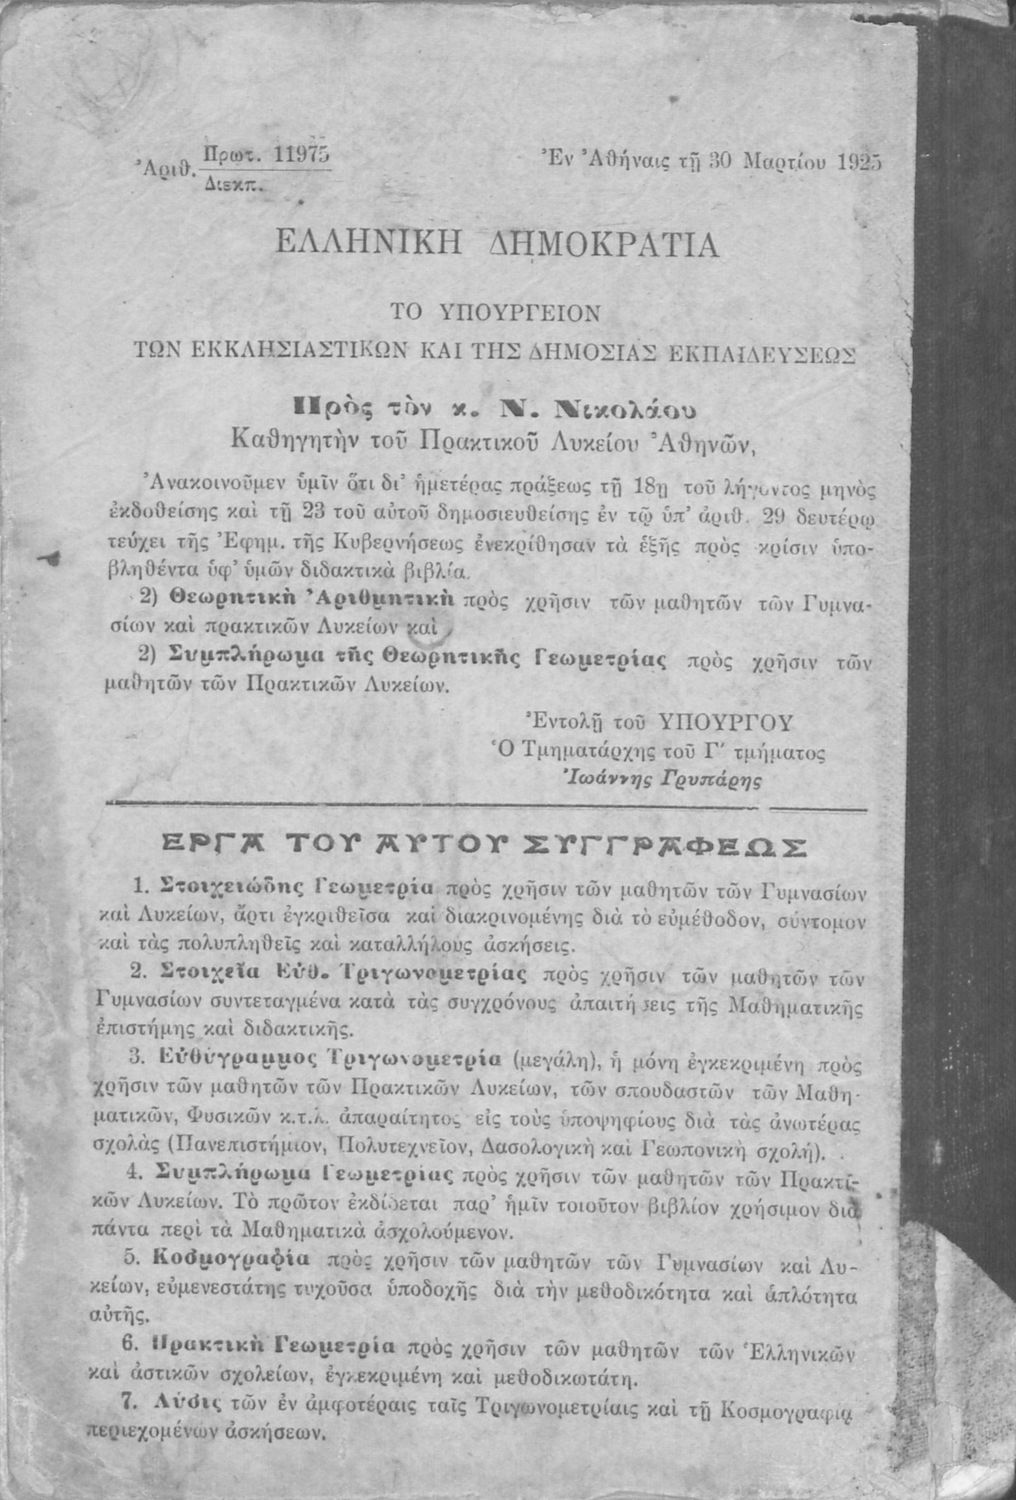 Ἀριθ. Πρωτ. 11975 Ἐν Ἀθήναις τῇ 30 Μαρτίου 1925
Διεκπ.
ΕΛΛΗΝΙΚΗ ΔΗΜΟΚΡΑΤΙΑ
ΤΟ ΥΠΟΥΡΓΕΙΟΝ
ΤΩΝ ΕΚΚΛΗΣΙΑΣΤΙΚΩΝ ΚΑΙ ΤΗΣ ΔΗΜΟΣΙΑΣ ΕΚΠΑΙΔΕΥΣΕΩΣ
Πρὸς τὸν κ. Ν. Νικολάου
Καθηγητὴν τοῦ Πρακτικοῦ Λυκείου Ἀθηνῶν,
Ἀνακοινοῦμεν ὑμῖν ὅτι δι' ἡμετέρας πράξεως τῇ 18ῃ τοῦ λήγοντος μηνὸς
ἐκδοθείσης καὶ τῇ 23 τοῦ αὐτοῦ δημοσιευθείσης ἐν τῷ ὑπ' ἀριθ. 29 δευτέρῳ
τεύχει τῆς Ἐφημ. τῆς Κυβερνήσεως ἐνεκρίθησαν τὰ ἑξῆς πρὸς κρίσιν ὑπο-
βληθέντα ὑφ' ὑμῶν διδακτικὰ βιβλία.
2) Θεωρητικὴ Ἀριθμητικὴ πρὸς χρῆσιν τῶν μαθητῶν τῶν Γυμνα-
σίων καὶ πρακτικῶν Λυκείων καὶ
2) Συμπλήρωμα τῆς Θεωρητικῆς Γεωμετρίας πρὸς χρῆσιν τῶν
μαθητῶν τῶν Πρακτικῶν Λυκείων.
Ἐντολῇ τοῦ ΥΠΟΥΡΓΟΥ
Ὁ Τμηματάρχης τοῦ Γ' τμήματος
Ἰωάννης Γρυπάρης
ΕΡΓΑ ΤΟΥ ΑΥΤΟΥ ΣΥΓΓΡΑΦΕΩΣ
1. Στοιχειώδης Γεωμετρία πρὸς χρῆσιν τῶν μαθητῶν τῶν Γυμνασίων
καὶ Λυκείων, ἄρτι ἐγκριθεῖσα καὶ διακρινομένης διὰ τὸ εὐμέθοδον, σύντομον
καὶ τὰς πολυπληθεῖς καὶ καταλλήλους ἀσκήσεις.
2. Στοιχεῖα Εὐθ. Τριγωνομετρίας πρὸς χρῆσιν τῶν μαθητῶν τῶν
Γυμνασίων συντεταγμένα κατὰ τὰς συγχρόνους ἀπαιτήσεις τῆς Μαθηματικῆς
ἐπιστήμης καὶ διδακτικῆς.
3. Εὐθύγραμμος Τριγωνομετρία (μεγάλη), ἡ μόνη ἐγκεκριμένη πρὸς
χρῆσιν τῶν μαθητῶν τῶν Πρακτικῶν Λυκείων, τῶν σπουδαστῶν τῶν Μαθη-
ματικῶν, Φυσικῶν κ.τ.λ. ἀπαραίτητος εἰς τοὺς ὑποψηφίους διὰ τὰς ἀνωτέρας
σχολὰς (Πανεπιστήμιον, Πολυτεχνεῖον, Δασολογικὴ καὶ Γεωπονικὴ σχολή).
4. Συμπλήρωμα Γεωμετρίας πρὸς χρῆσιν τῶν μαθητῶν τῶν Πρακτι-
κῶν Λυκείων. Τὸ πρῶτον ἐκδίδεται παρ' ἡμῖν τοιοῦτον βιβλίον χρήσιμον διὰ
πάντα περὶ τὰ Μαθηματικὰ ἀσχολούμενον.
5. Κοσμογραφία πρὸς χρῆσιν τῶν μαθητῶν τῶν Γυμνασίων καὶ Λυ-
κείων, εὐμενεστάτης τυχοῦσα ὑποδοχῆς διὰ τὴν μεθοδικότητα καὶ ἁπλότητα
αὐτῆς.
6. Πρακτικὴ Γεωμετρία πρὸς χρῆσιν τῶν μαθητῶν τῶν Ἑλληνικῶν
καὶ ἀστικῶν σχολείων, ἐγκεκριμένη καὶ μεθοδικωτάτη.
7. Λύσις τῶν ἐν ἀμφοτέραις ταῖς Τριγωνομετρίαις καὶ τῇ Κοσμογραφίᾳ
περιεχομένων ἀσκήσεων.